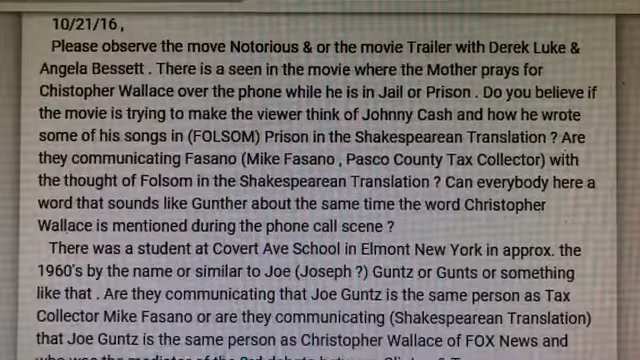 10/21/16,
Please observe the move Notorious & or the movie Trailer with Derek Luke &
Angela Bessett . There is a seen in the movie where the Mother prays for
Chistopher Wallace over the phone while he is in Jail or Prison . Do you believe if
the movie is trying to make the viewer think of Johnny Cash and how he wrote
some of his songs in (FOLSOM) Prison in the Shakespearean Translation ? Are
they communicating Fasano (Mike Fasano , Pasco County Tax Collector) with
the thought of Folsom in the Shakespearean Translation ? Can everybody here a
word that sounds like Gunther about the same time the word Christopher
Wallace is mentioned during the phone call scene ?
There was a student at Covert Ave School in Elmont New York in approx. the
1960's by the name or similar to Joe (Joseph ?) Guntz or Gunts or something
like that . Are they communicating that Joe Guntz is the same person as Tax
Collector Mike Fasano or are they communicating (Shakespearean Translation)
that Joe Guntz is the same person as Christopher Wallace of FOX News and